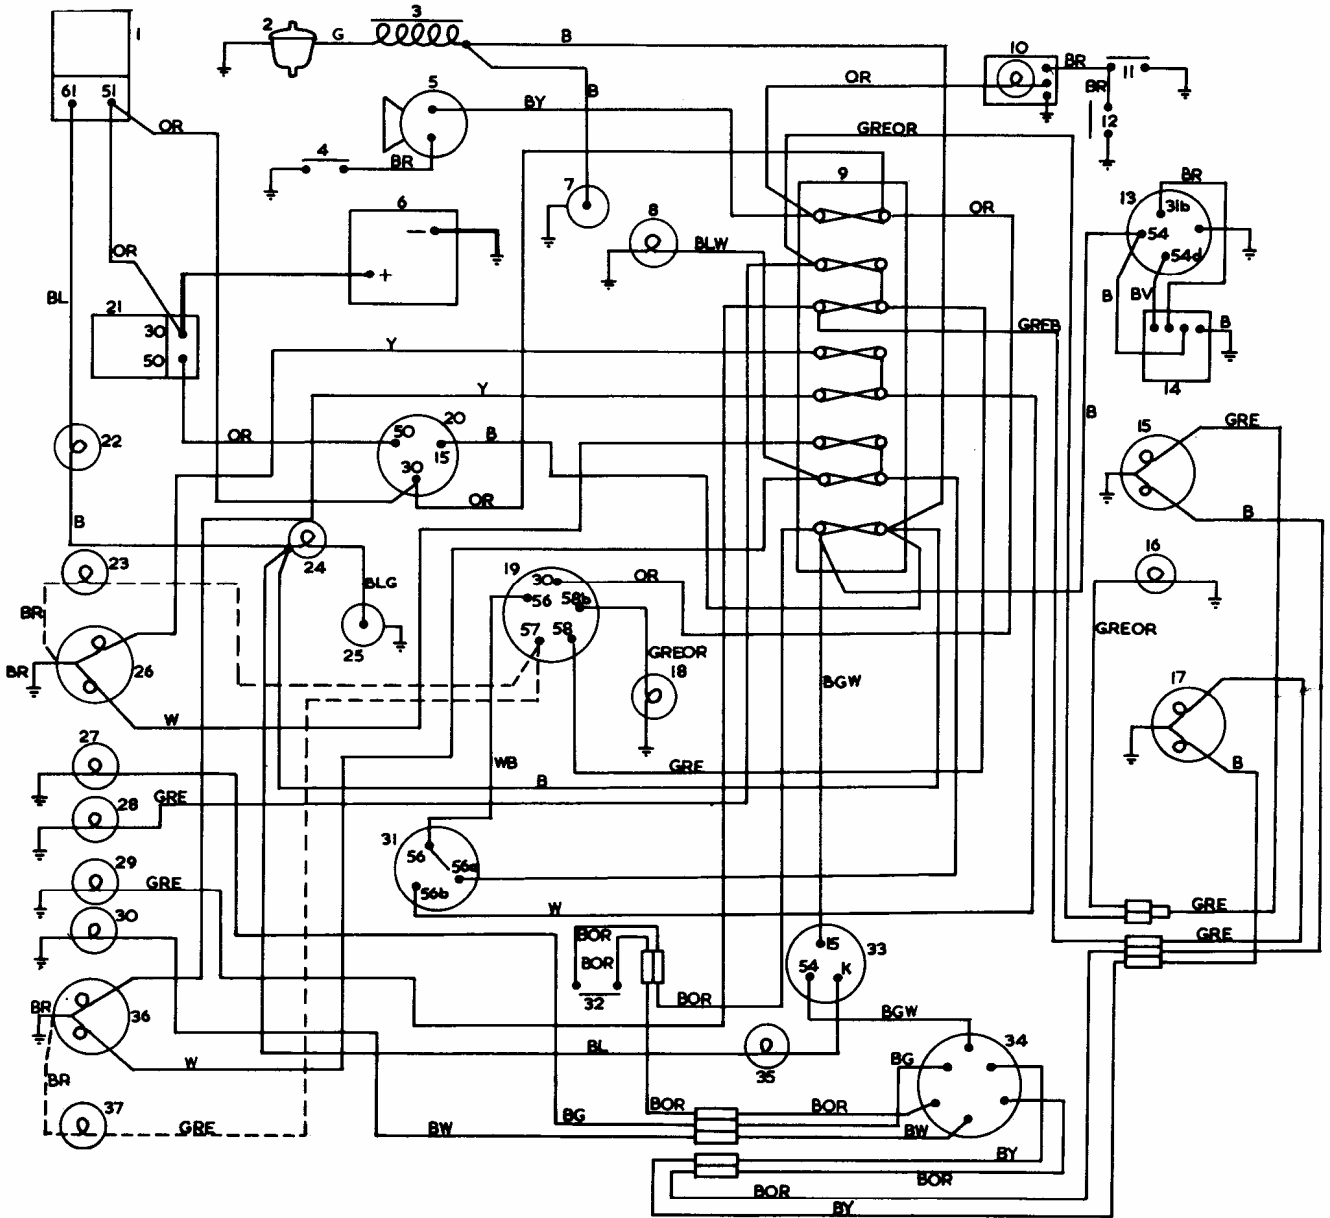 1
2
G
3
B
10
BR
11
61
51
5
OR
BR
B
BY
OR
12
GREOR
4
BR
9
BR
7
13
31b
6
8
OR
54
—
BLW
54d
OR
+
BL
B
BV
21
30
GREB
B
50
Y
14
Y
B
20
15
GRE
22
OR
50
B
15
30
OR
B
B
16
23
24
19
30
OR
BLG
56
58b
BR
57
58
GREOR
25
GREOR
BR
26
18
17
BGW
W
27
WB
GRE
B
B
GRE
28
31
29
56
56a
GRE
56b
30
W
GRE
BOR
GRE
15
33
BOR
54
K
32
BOR
BR
36
BGW
34
BL
BG
W
35
BR
37
BOR
BOR
BG
GRE
BW
BW
BY
BOR
BOR
BY